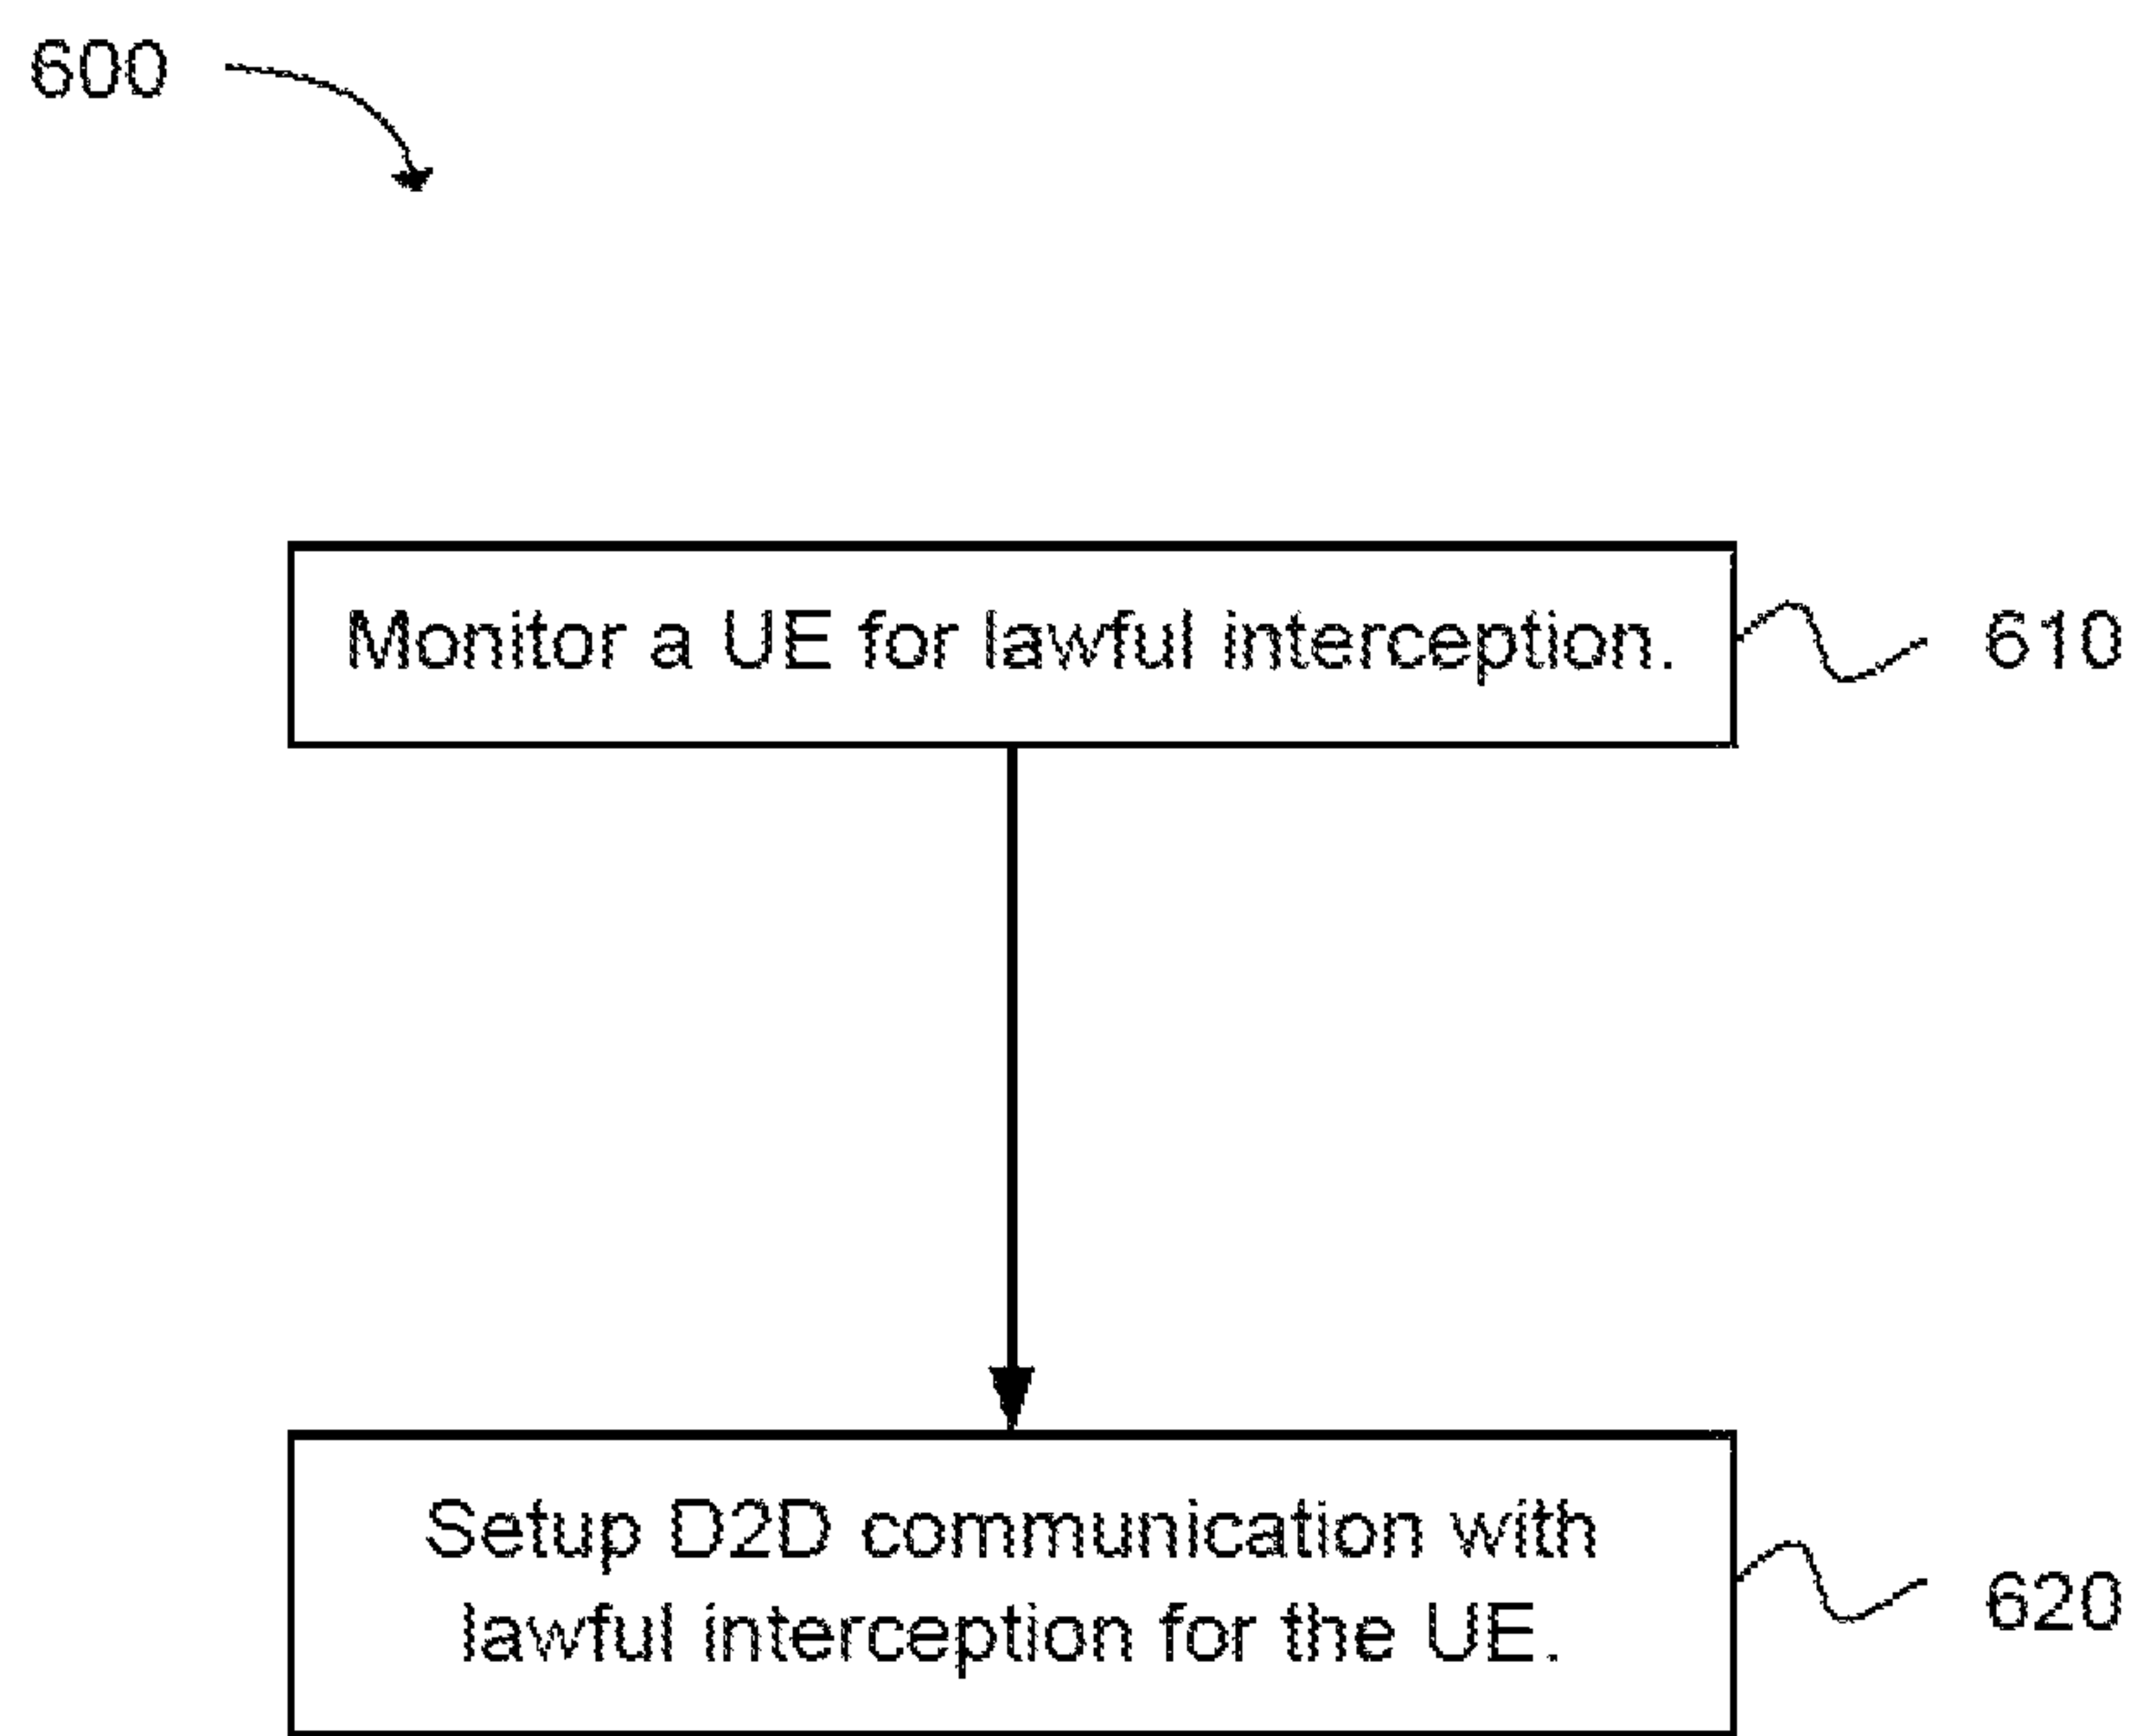 600
Monitor a UE for lawful interception.
610
Setup D2D communication with
lawful interception for the UE.
620